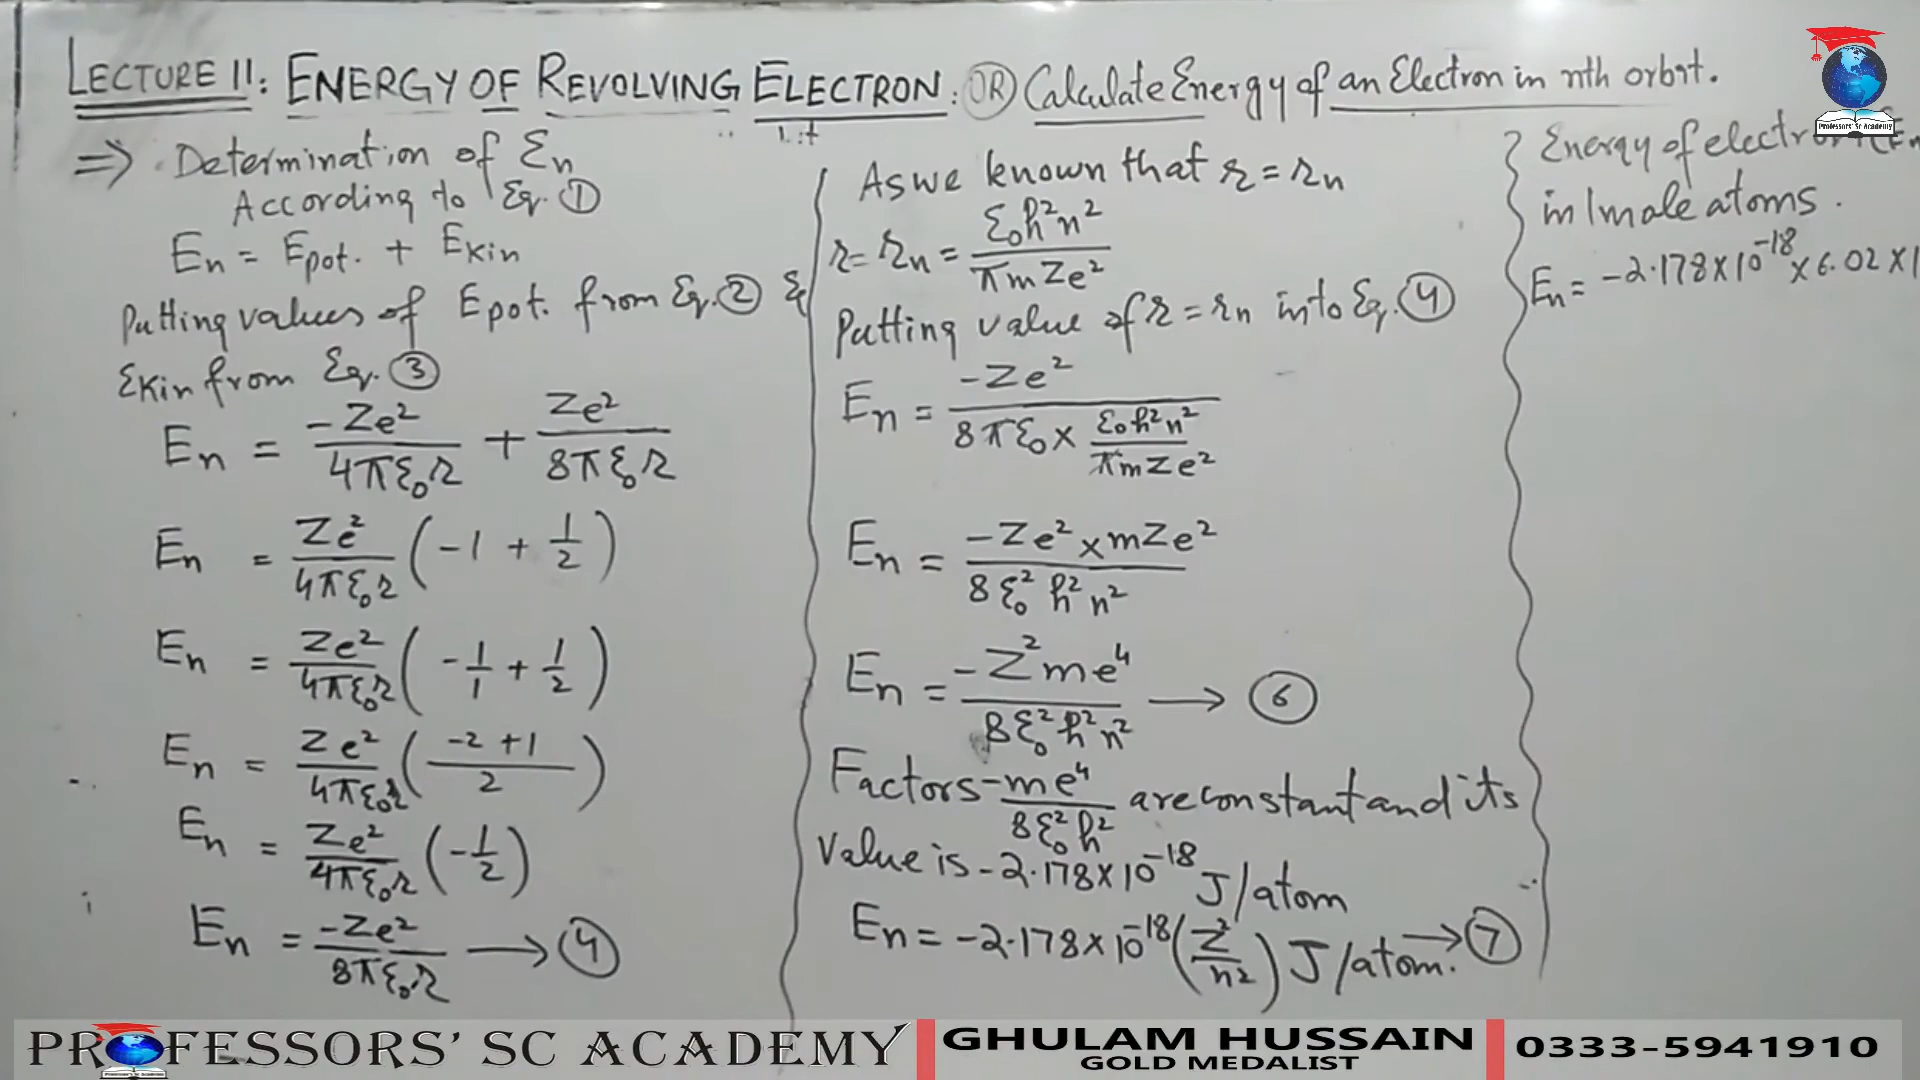 LECTURE 11: ENERGY OF REVOLVING ELECTRON. OR Calculate Energy of an Electron in nth orbit.
⇒ Determination of En
According to Eq. ①
En = Epot. + EKin
Putting values of Epot. from Eq. ② &
EKin from Eq. ③
En = -Ze²/4πε₀r + Ze²/8πε₀r
En = Ze²/4πε₀r (-1 + 1/2)
En = Ze²/4πε₀r (-1/1 + 1/2)
En = Ze²/4πε₀r (-2+1/2)
En = Ze²/4πε₀r (-1/2)
En = -Ze²/8πε₀r → ④
As we known that r = rn
r = rn = ε₀h²n²/πmZe²
Putting value of r = rn into Eq. ④
En = -Ze²/8πε₀ × ε₀h²n²/πmZe²
En = -Ze² × mZe²/8ε₀²h²n²
En = -Z²me⁴/8ε₀²h²n² → ⑥
Factors -me⁴/8ε₀²h² are constant and its
Value is -2.178×10⁻¹⁸ J/atom
En = -2.178×10⁻¹⁸ (Z²/n²) J/atom. → ⑦
Energy of electron (En
in 1 mole atoms.
En = -2.178×10⁻¹⁸ × 6.02×1
Professors' Sc Academy
PROFESSORS' SC ACADEMY
GHULAM HUSSAIN
GOLD MEDALIST
0333-5941910